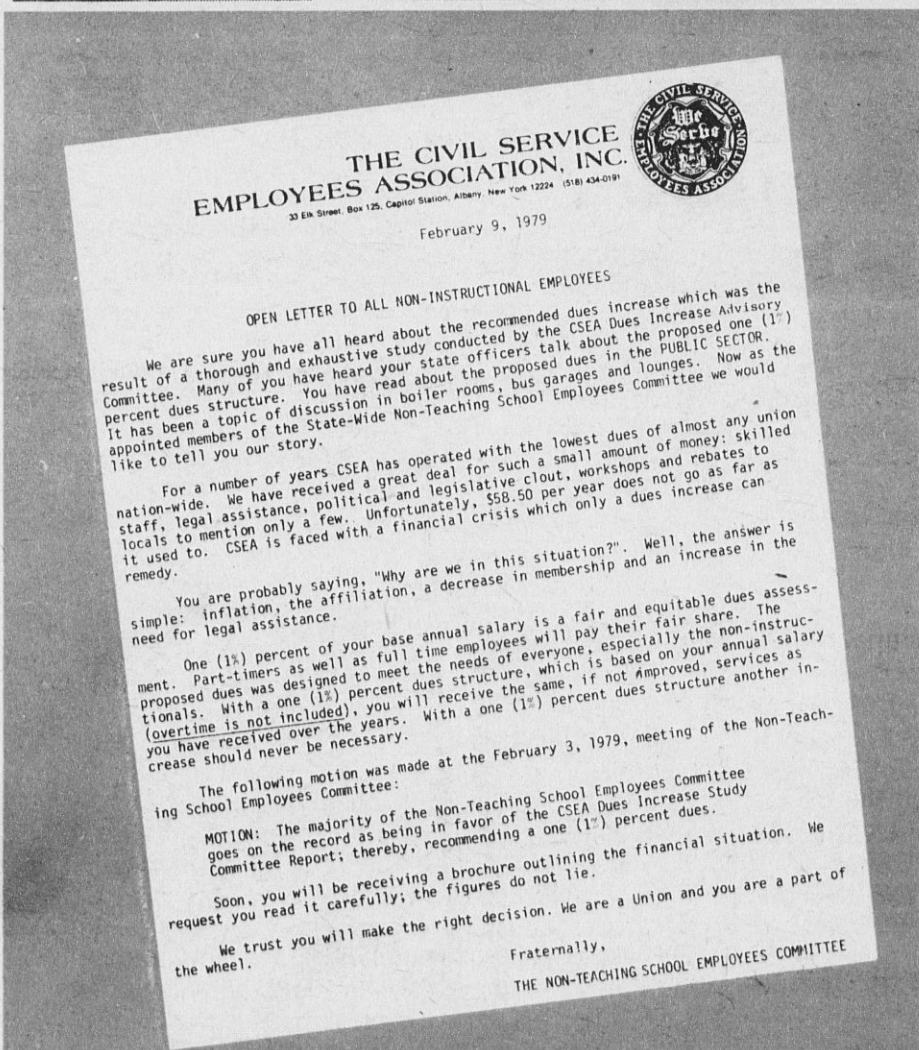 THE CIVIL SERVICE
EMPLOYEES ASSOCIATION, INC.
33 Elk Street, Box 125, Capitol Station, Albany, New York 12224 (518) 434-0191
THE CIVIL SERVICE EMPLOYEES ASSOCIATION
We
Serve
February 9, 1979
OPEN LETTER TO ALL NON-INSTRUCTIONAL EMPLOYEES
We are sure you have all heard about the recommended dues increase which was the
result of a thorough and exhaustive study conducted by the CSEA Dues Increase Advisory
Committee. Many of you have heard your state officers talk about the proposed one (1%)
percent dues structure. You have read about the proposed dues in the PUBLIC SECTOR.
It has been a topic of discussion in boiler rooms, bus garages and lounges. Now as the
appointed members of the State-Wide Non-Teaching School Employees Committee we would
like to tell you our story.
For a number of years CSEA has operated with the lowest dues of almost any union
nation-wide. We have received a great deal for such a small amount of money: skilled
staff, legal assistance, political and legislative clout, workshops and rebates to
locals to mention only a few. Unfortunately, $58.50 per year does not go as far as
it used to. CSEA is faced with a financial crisis which only a dues increase can
remedy.
You are probably saying, "Why are we in this situation?". Well, the answer is
simple: inflation, the affiliation, a decrease in membership and an increase in the
need for legal assistance.
One (1%) percent of your base annual salary is a fair and equitable dues assess-
ment. Part-timers as well as full time employees will pay their fair share. The
proposed dues was designed to meet the needs of everyone, especially the non-instruc-
tionals. With a one (1%) percent dues structure, which is based on your annual salary
(overtime is not included), you will receive the same, if not improved, services as
you have received over the years. With a one (1%) percent dues structure another in-
crease should never be necessary.
The following motion was made at the February 3, 1979, meeting of the Non-Teach-
ing School Employees Committee:
MOTION: The majority of the Non-Teaching School Employees Committee
goes on the record as being in favor of the CSEA Dues Increase Study
Committee Report; thereby, recommending a one (1%) percent dues.
Soon, you will be receiving a brochure outlining the financial situation. We
request you read it carefully; the figures do not lie.
We trust you will make the right decision. We are a Union and you are a part of
the wheel.
Fraternally,
THE NON-TEACHING SCHOOL EMPLOYEES COMMITTEE